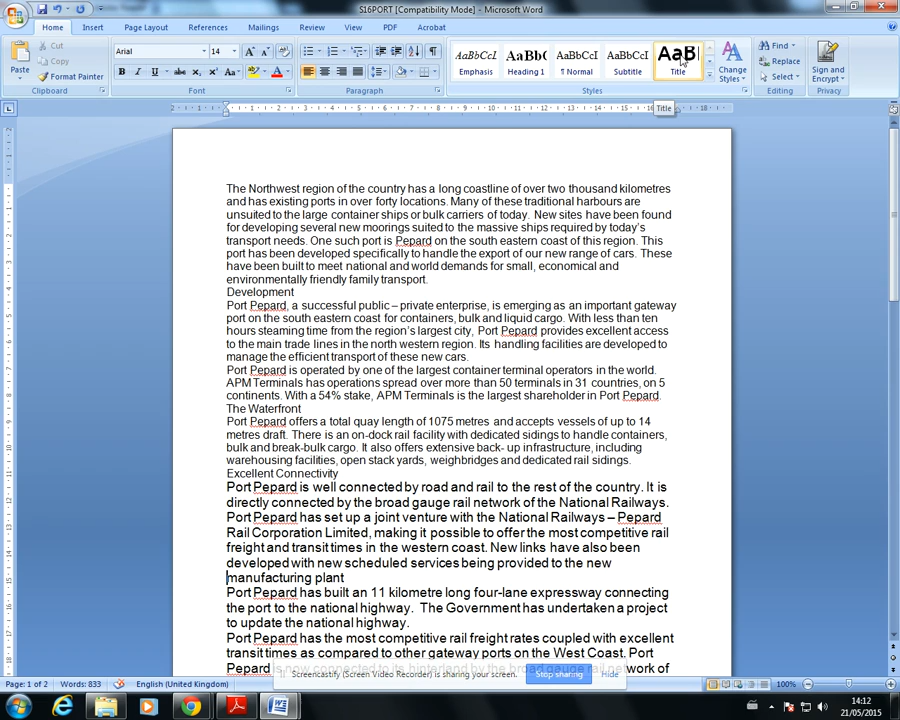 S16PORT [Compatibility Mode] - Microsoft Word
Home Insert Page Layout References Mailings Review View PDF Acrobat
Paste
Cut
Copy
Format Painter
Clipboard
Arial 14
Font
Paragraph
AaBbCcI AaBb( AaBbCcI AaBbCcI AaB
Emphasis Heading 1 ¶ Normal Subtitle Title
Change Styles
Styles
Find
Replace
Select
Editing
Sign and Encrypt
Privacy
Title
The Northwest region of the country has a long coastline of over two thousand kilometres
and has existing ports in over forty locations. Many of these traditional harbours are
unsuited to the large container ships or bulk carriers of today. New sites have been found
for developing several new moorings suited to the massive ships required by today's
transport needs. One such port is Pepard on the south eastern coast of this region. This
port has been developed specifically to handle the export of our new range of cars. These
have been built to meet national and world demands for small, economical and
environmentally friendly family transport.
Development
Port Pepard, a successful public – private enterprise, is emerging as an important gateway
port on the south eastern coast for containers, bulk and liquid cargo. With less than ten
hours steaming time from the region's largest city, Port Pepard provides excellent access
to the main trade lines in the north western region. Its handling facilities are developed to
manage the efficient transport of these new cars.
Port Pepard is operated by one of the largest container terminal operators in the world.
APM Terminals has operations spread over more than 50 terminals in 31 countries, on 5
continents. With a 54% stake, APM Terminals is the largest shareholder in Port Pepard.
The Waterfront
Port Pepard offers a total quay length of 1075 metres and accepts vessels of up to 14
metres draft. There is an on-dock rail facility with dedicated sidings to handle containers,
bulk and break-bulk cargo. It also offers extensive back- up infrastructure, including
warehousing facilities, open stack yards, weighbridges and dedicated rail sidings.
Excellent Connectivity
Port Pepard is well connected by road and rail to the rest of the country. It is
directly connected by the broad gauge rail network of the National Railways.
Port Pepard has set up a joint venture with the National Railways – Pepard
Rail Corporation Limited, making it possible to offer the most competitive rail
freight and transit times in the western coast. New links have also been
developed with new scheduled services being provided to the new
manufacturing plant
Port Pepard has built an 11 kilometre long four-lane expressway connecting
the port to the national highway. The Government has undertaken a project
to update the national highway.
Port Pepard has the most competitive rail freight rates coupled with excellent
transit times as compared to other gateway ports on the West Coast. Port
Pepard is now connected to its hinterland by the broad gauge rail network of
Screencastify (Screen Video Recorder) is sharing your screen. Stop sharing Hide
Page: 1 of 2 Words: 833 English (United Kingdom) 100%
14:12
21/05/2015